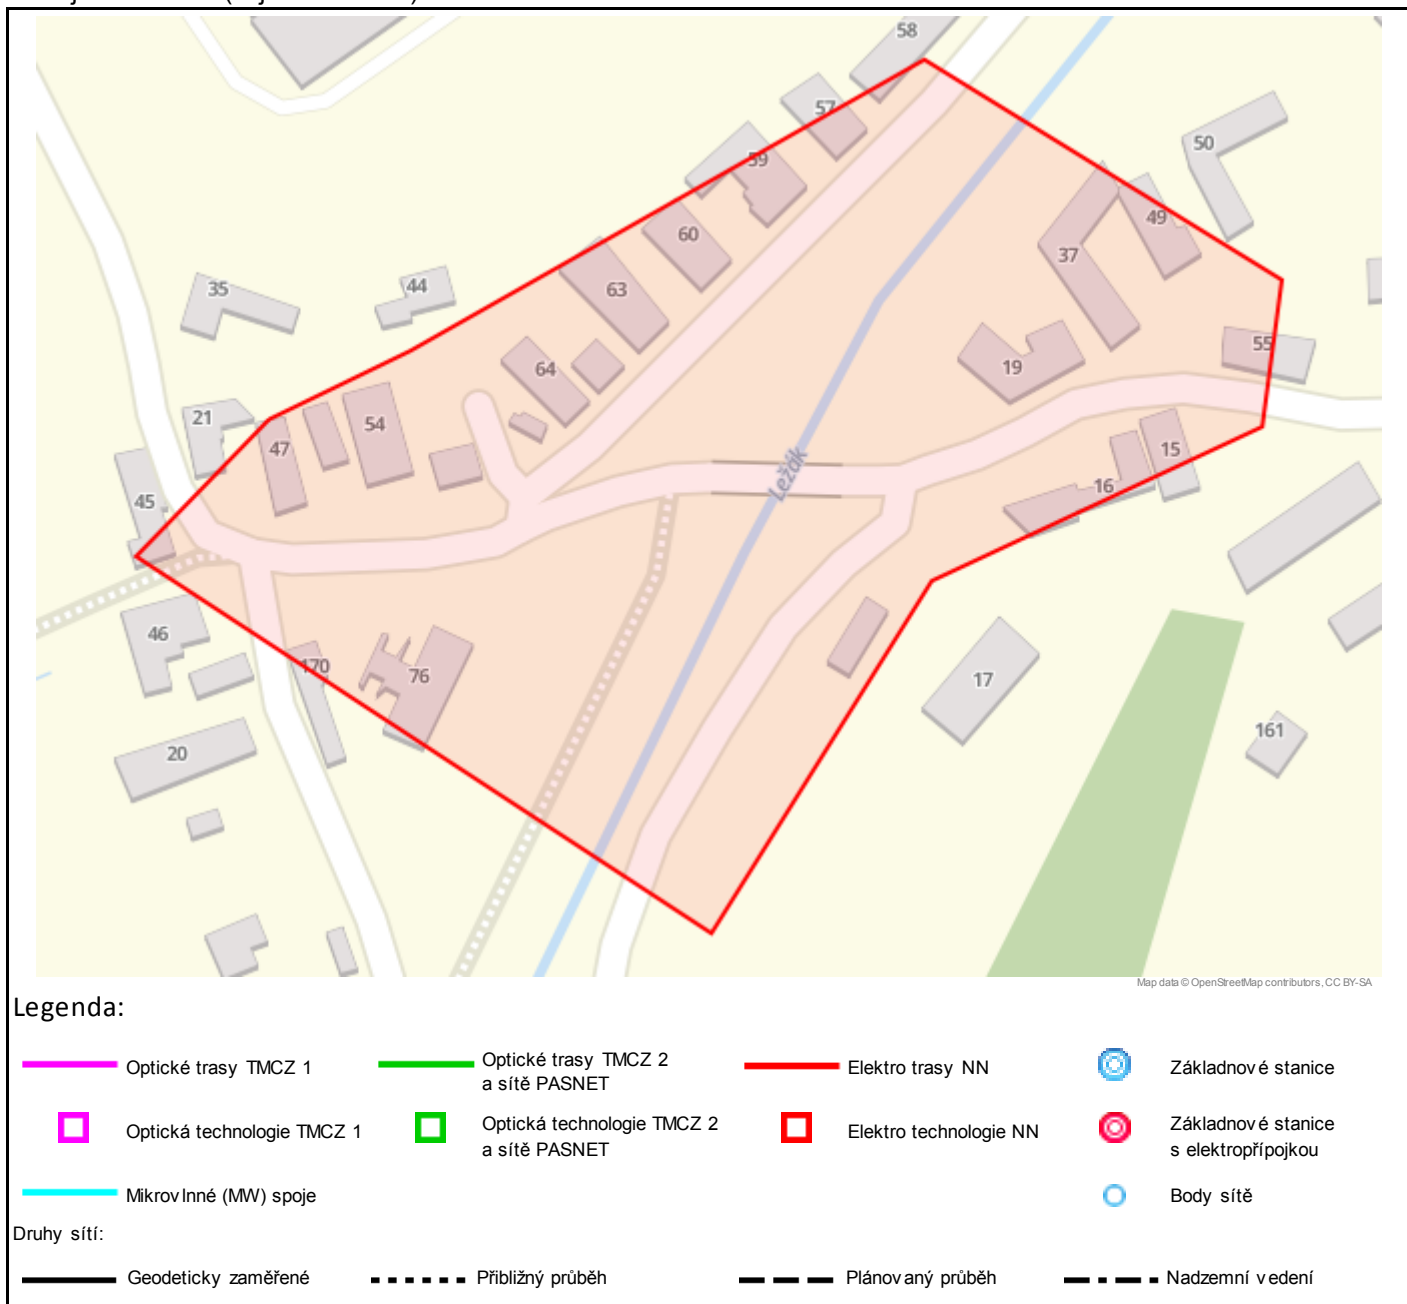 58
57
50
59
49
60
37
35
44
63
55
19
64
21
54
47
15
Ležák
16
45
46
170
76
17
161
20
Map data © OpenStreetMap contributors, CC BY-SA
Legenda:
Optické trasy TMCZ 1
Optické trasy TMCZ 2
a sítě PASNET
Elektro trasy NN
Základnové stanice
Optická technologie TMCZ 1
Optická technologie TMCZ 2
a sítě PASNET
Elektro technologie NN
Základnové stanice
s elektropřípojkou
Mikrovlnné (MW) spoje
Body sítě
Druhy sítí:
Geodeticky zaměřené
Přibližný průběh
Plánovaný průběh
Nadzemní vedení